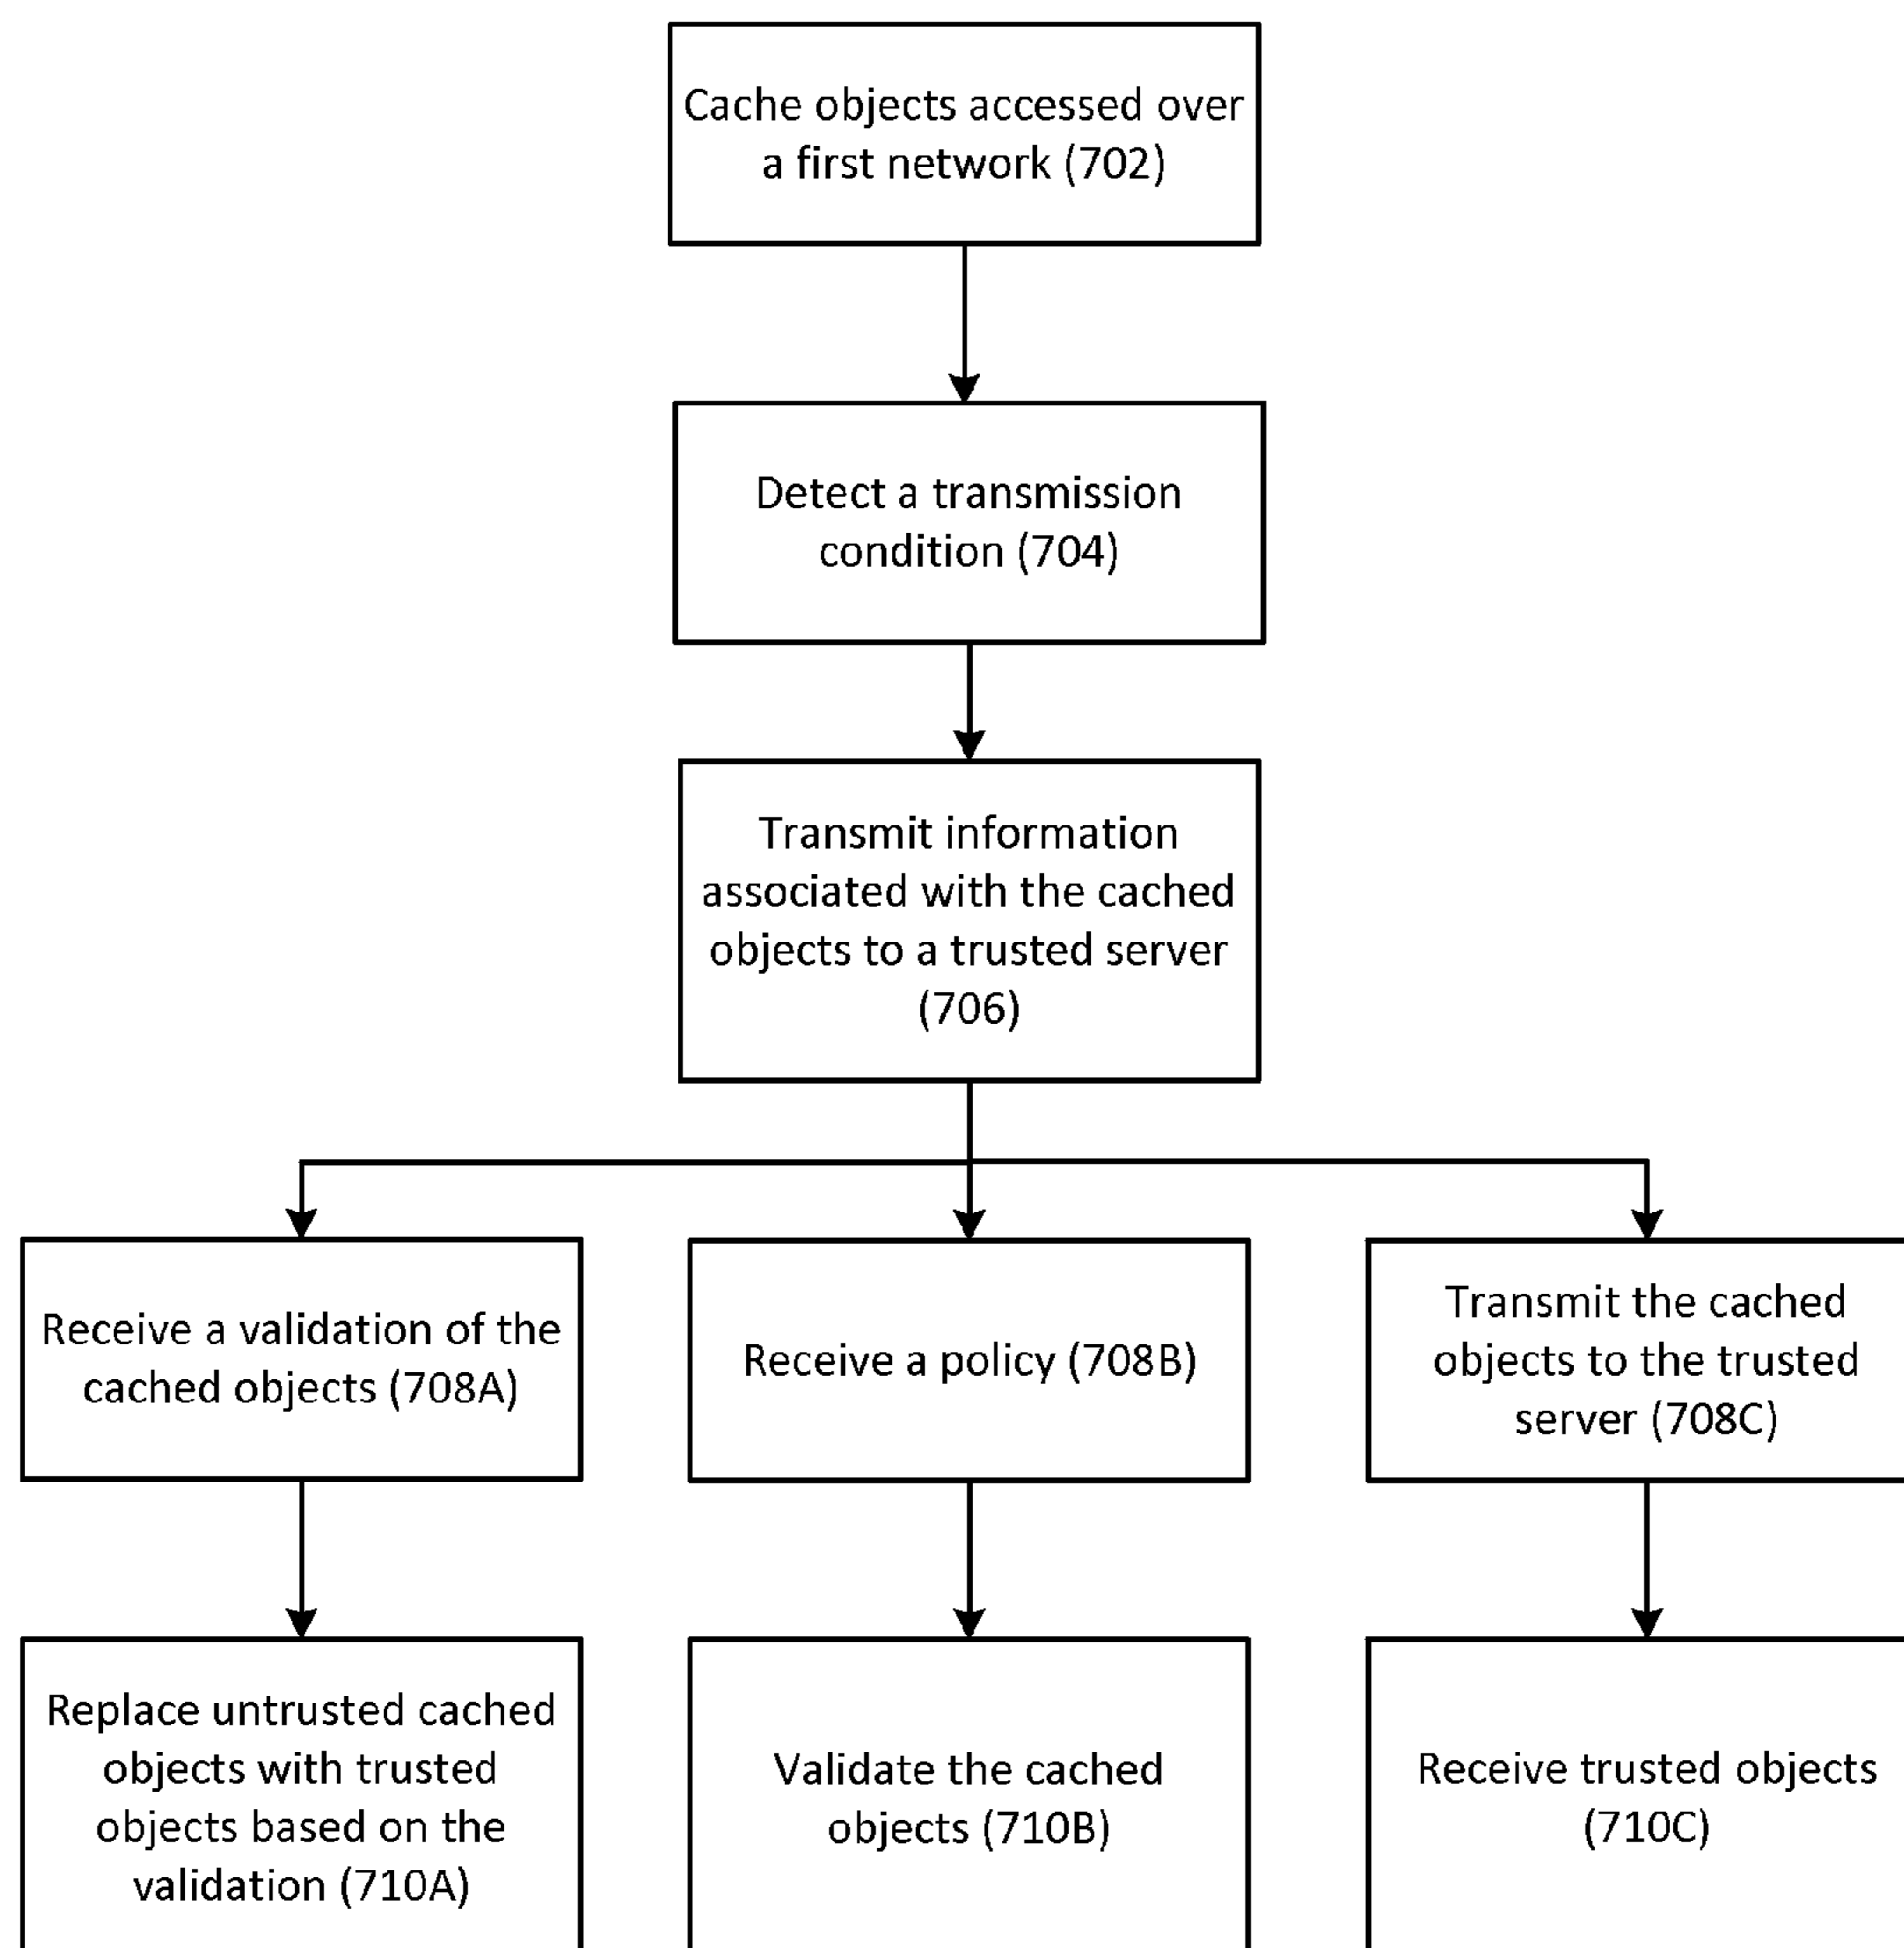 Cache objects accessed over
a first network (702)
Detect a transmission
condition (704)
Transmit information
associated with the cached
objects to a trusted server
(706)
Receive a validation of the
cached objects (708A)
Receive a policy (708B)
Transmit the cached
objects to the trusted
server (708C)
Replace untrusted cached
objects with trusted
objects based on the
validation (710A)
Validate the cached
objects (710B)
Receive trusted objects
(710C)